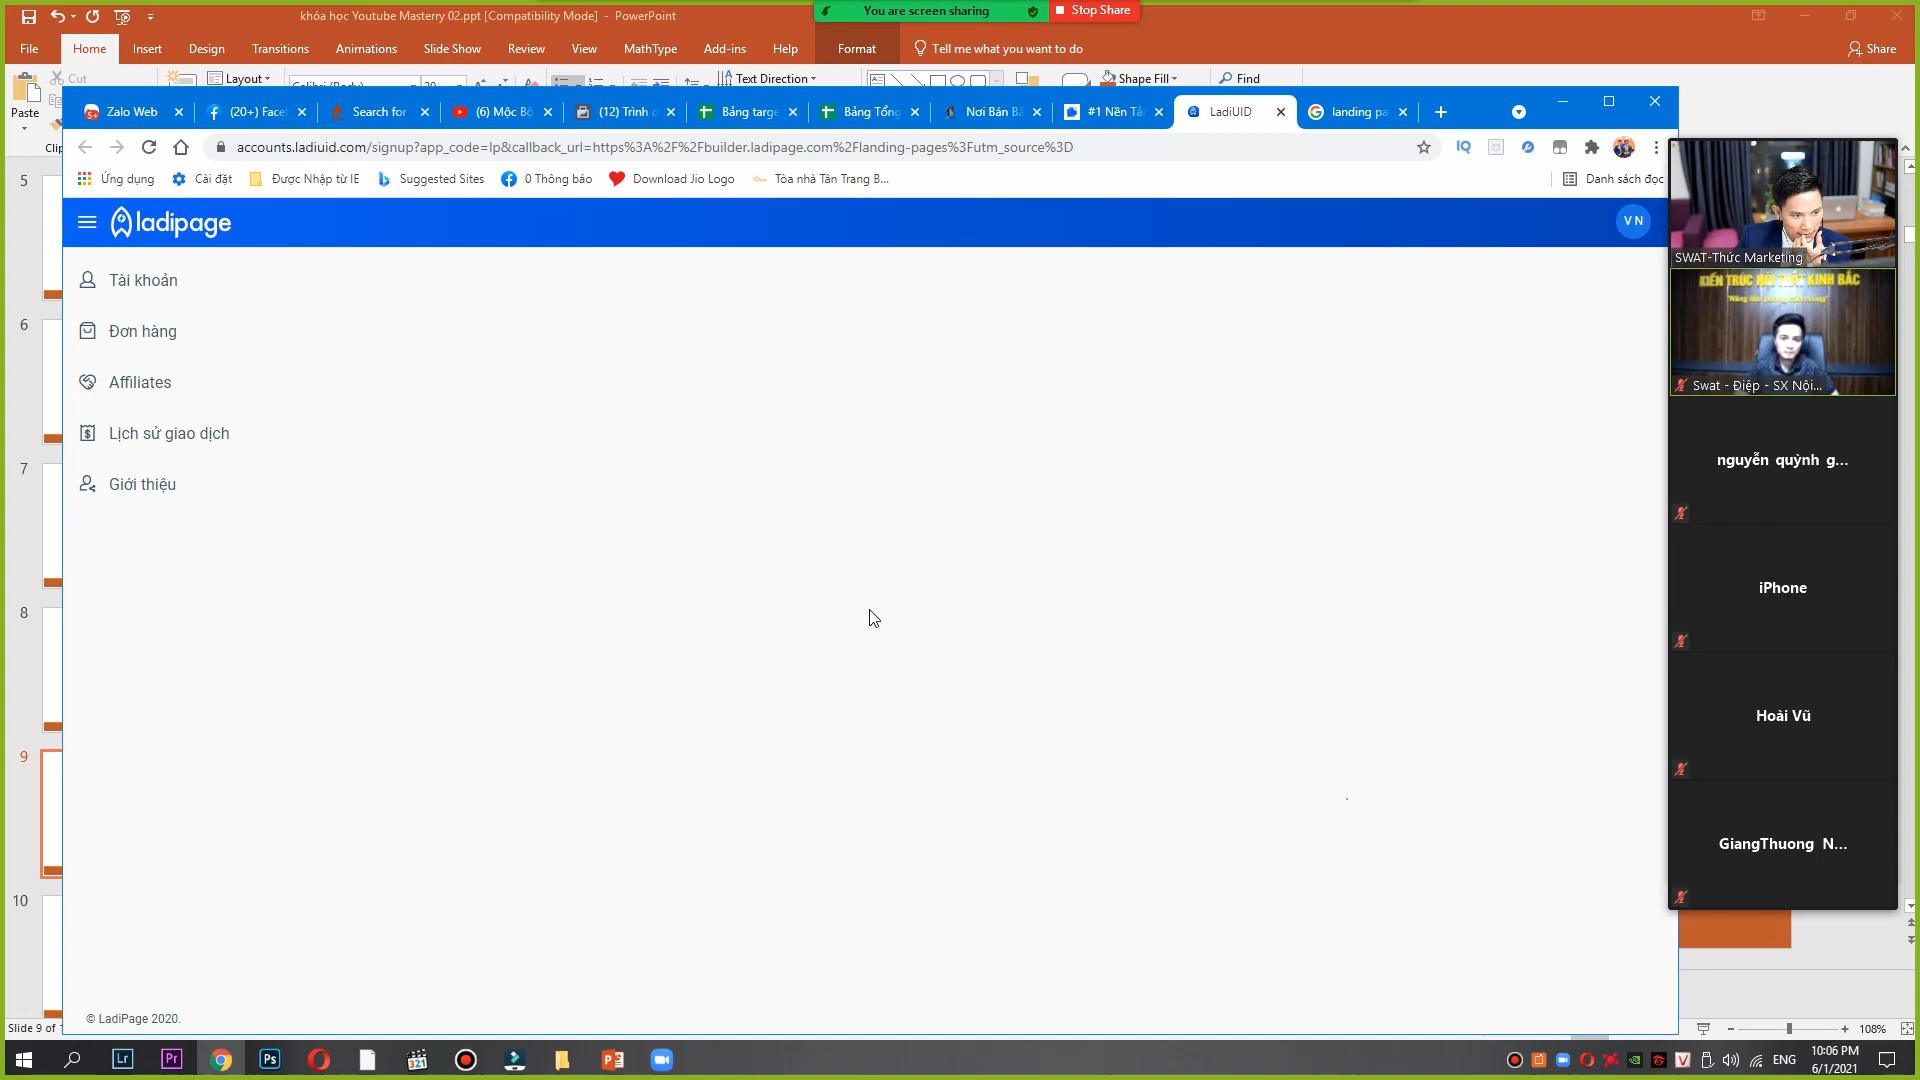 khóa học Youtube Masterry 02.ppt [Compatibility Mode] - PowerPoint
You are screen sharing
Stop Share
File Home Insert Design Transitions Animations Slide Show Review View MathType Add-ins Help Format Tell me what you want to do Share
Cut Layout Text Direction Shape Fill Find
Paste
Zalo Web (20+) Face Search for (6) Mộc Bộ (12) Trình Bảng targe Bảng Tổng Nơi Bán #1 Nền LadiUID landing pa
accounts.ladiuid.com/signup?app_code=lp&callback_url=https%3A%2F%2Fbuilder.ladipage.com%2Flanding-pages%3Futm_source%3D
Ứng dụng Cài đặt Được Nhập từ IE Suggested Sites 0 Thông báo Download Jio Logo Tòa nhà Tân Trang B... Danh sách đọc
ladipage
VN
Tài khoản
Đơn hàng
Affiliates
Lịch sử giao dịch
Giới thiệu
© LadiPage 2020.
5
6
7
8
9
10
SWAT-Thức Marketing
Swat - Điệp - SX Nội...
nguyễn quỳnh g...
iPhone
Hoài Vũ
GiangThuong N...
Slide 9 of
108%
Lr Pr Ps
ENG
10:06 PM
6/1/2021